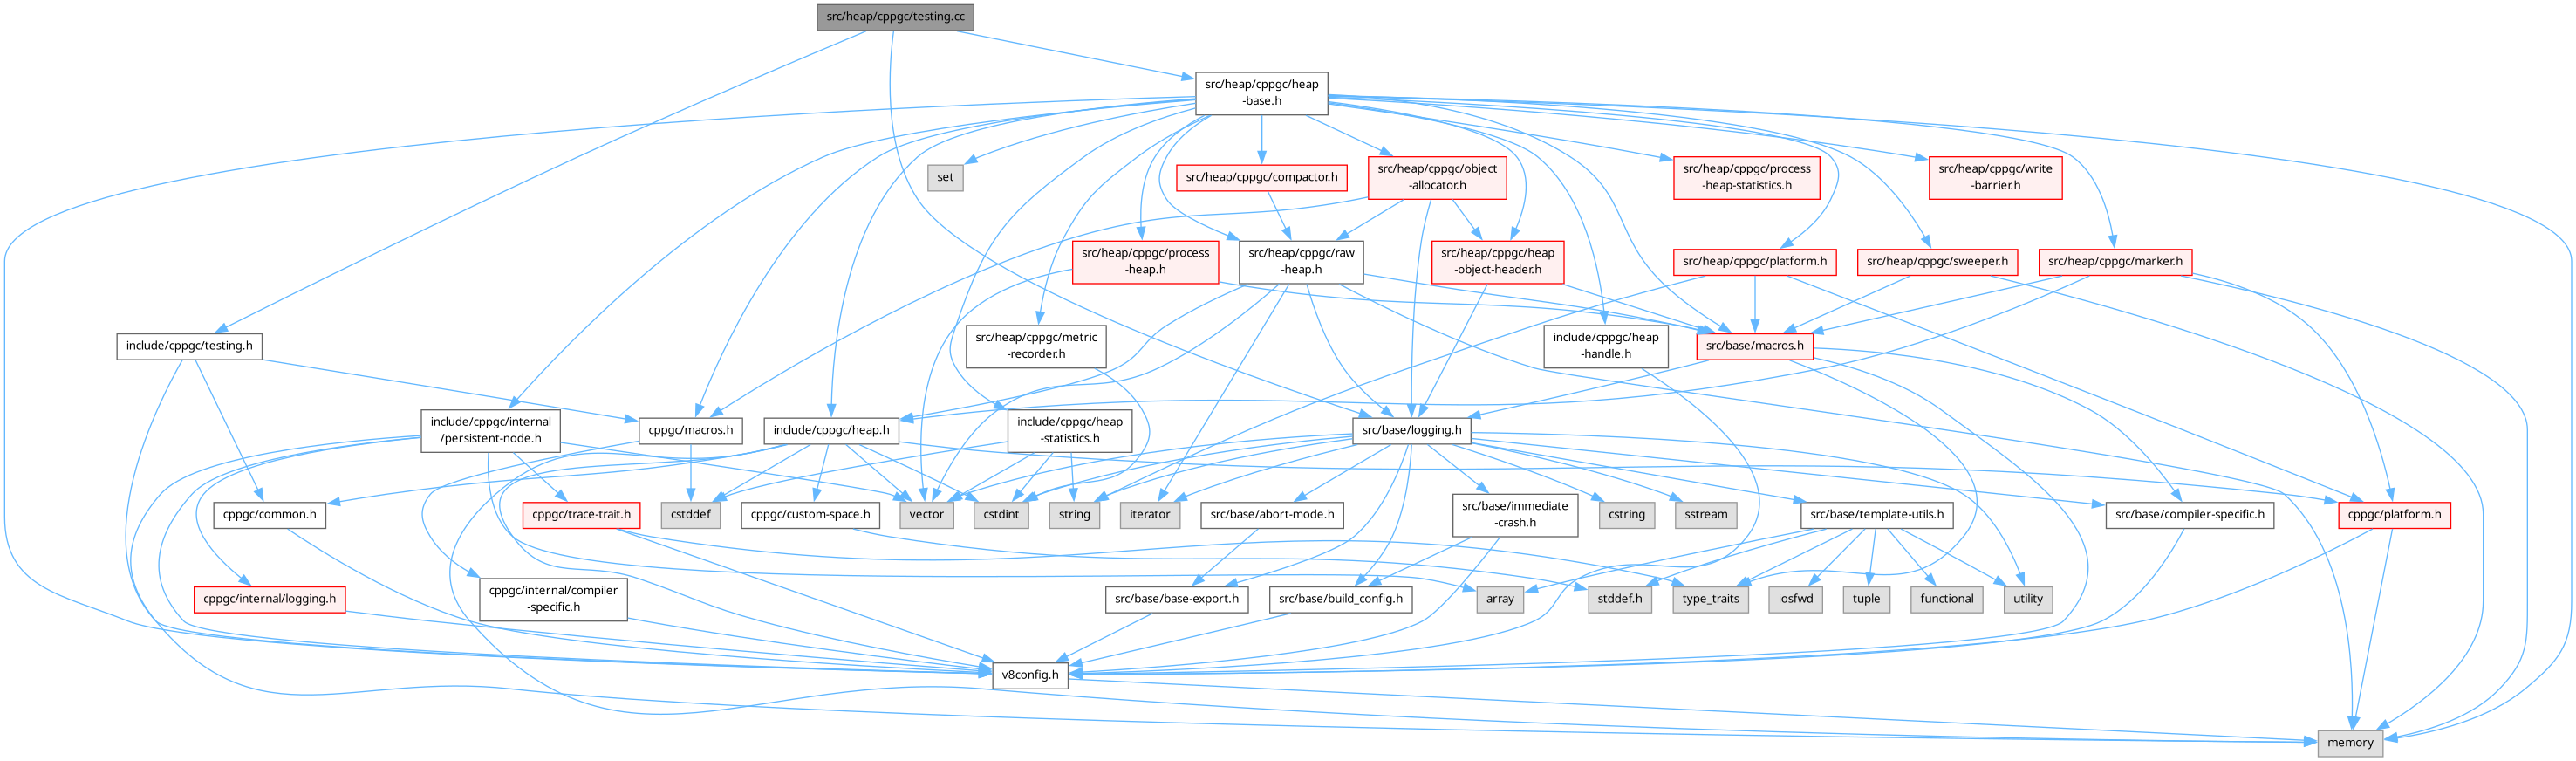 src/heap/cppgc/testing.cc
src/heap/cppgc/heap
-base.h
set
src/heap/cppgc/compactor.h
src/heap/cppgc/object
-allocator.h
src/heap/cppgc/process
-heap-statistics.h
src/heap/cppgc/write
-barrier.h
src/heap/cppgc/process
-heap.h
src/heap/cppgc/raw
-heap.h
src/heap/cppgc/heap
-object-header.h
src/heap/cppgc/platform.h
src/heap/cppgc/sweeper.h
src/heap/cppgc/marker.h
include/cppgc/testing.h
src/heap/cppgc/metric
-recorder.h
include/cppgc/heap
-handle.h
src/base/macros.h
include/cppgc/internal
/persistent-node.h
cppgc/macros.h
include/cppgc/heap.h
include/cppgc/heap
-statistics.h
src/base/logging.h
cppgc/common.h
cppgc/trace-trait.h
cstddef
cppgc/custom-space.h
vector
cstdint
string
iterator
src/base/abort-mode.h
src/base/immediate
-crash.h
cstring
sstream
src/base/template-utils.h
src/base/compiler-specific.h
cppgc/platform.h
cppgc/internal/logging.h
cppgc/internal/compiler
-specific.h
src/base/base-export.h
src/base/build_config.h
array
stddef.h
type_traits
iosfwd
tuple
functional
utility
v8config.h
memory